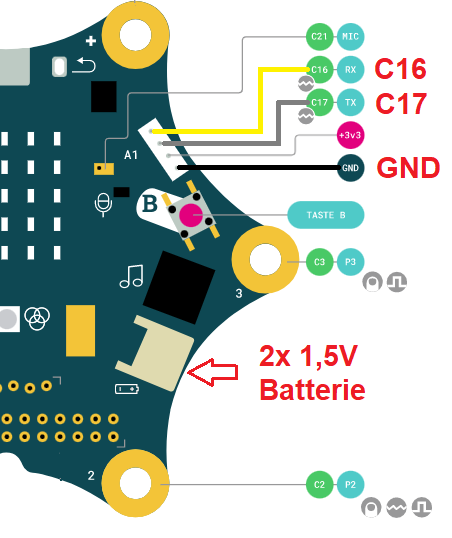 C21 MIC
+
C16 RX C16
C17 TX C17
+3v3
A1
GND GND
B
TASTE B
C3 P3
3
2x 1,5V
Batterie
2
C2 P2